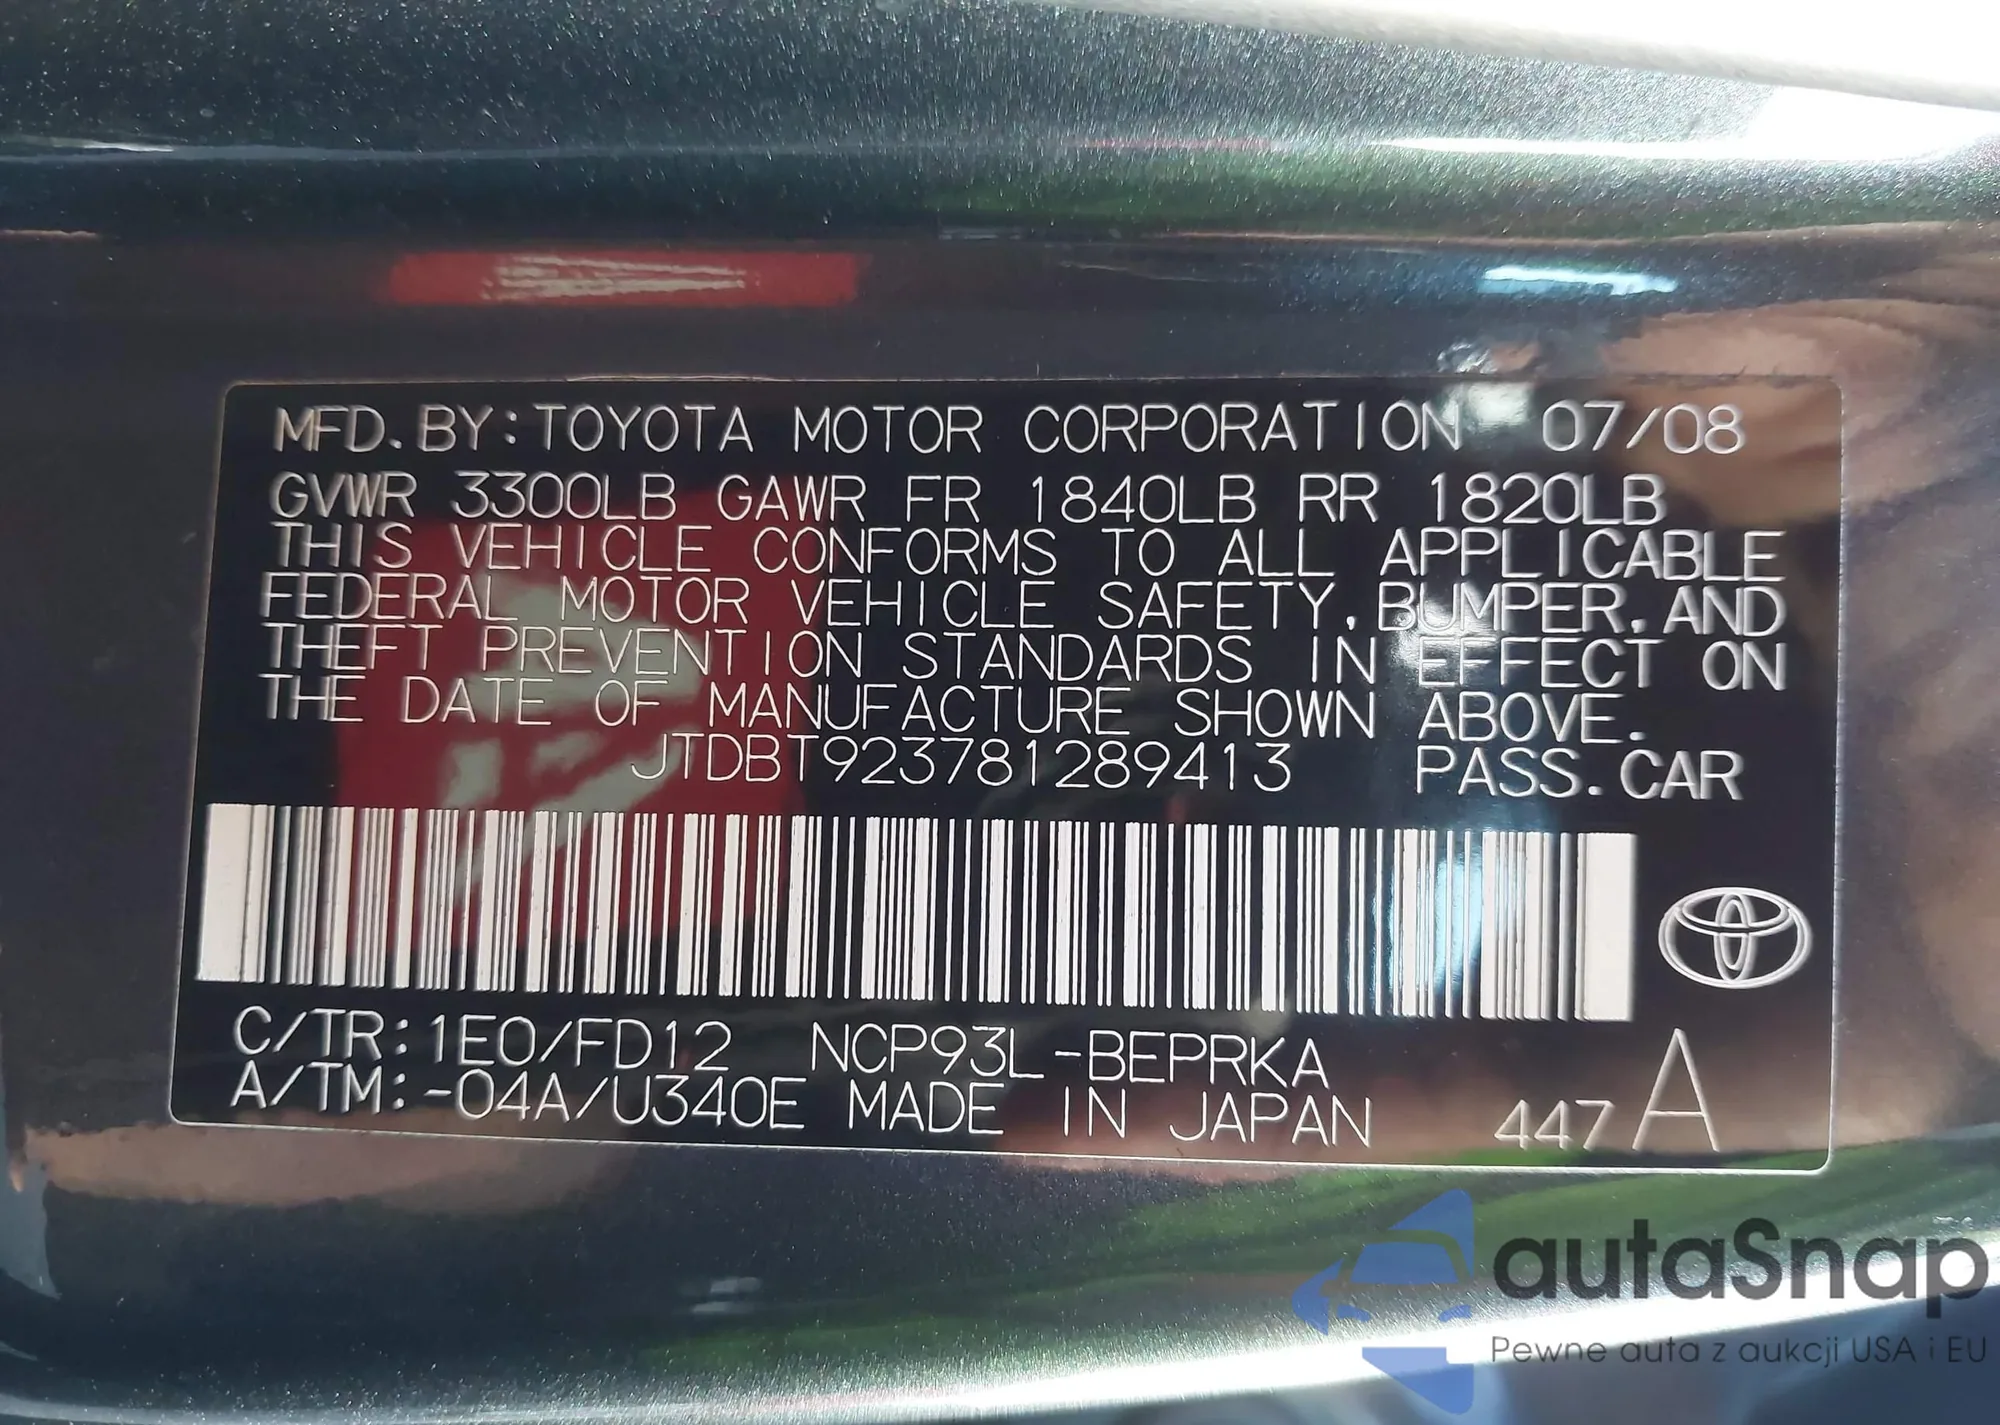 MFD. BY: TOYOTA MOTOR CORPORATION 07/08
GVWR 3300LB GAWR FR 1840LB RR 1820LB
THIS VEHICLE CONFORMS TO ALL APPLICABLE
FEDERAL MOTOR VEHICLE SAFETY, BUMPER, AND
THEFT PREVENTION STANDARDS IN EFFECT ON
THE DATE OF MANUFACTURE SHOWN ABOVE.
JTDBT923781289413 PASS. CAR
C/TR: 1E0/FD12 NCP93L-BEPRKA
A/TM: -04A/U340E MADE IN JAPAN 447 A
autaSnap
Pewne auta z aukcji USA i EU